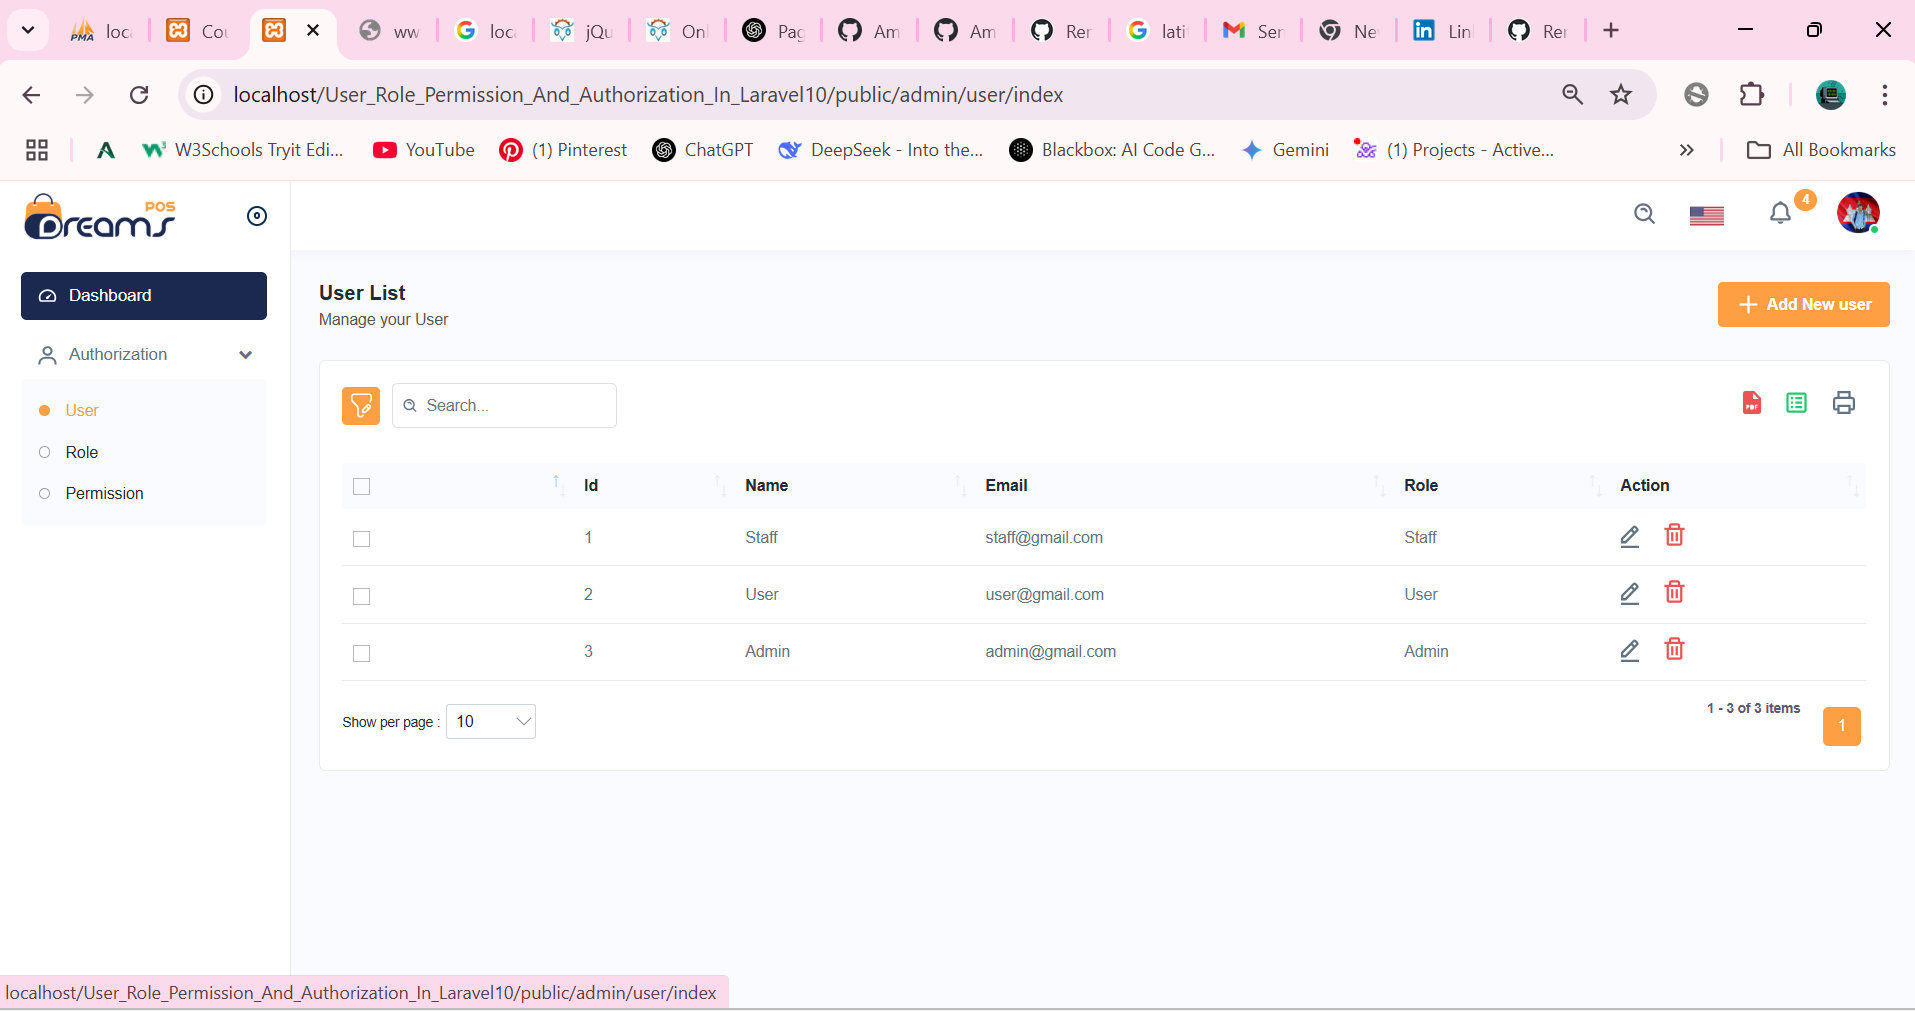 loca
Cou
ww
loca
jQu
Onl
Pag
Am
Am
Rer
lati
Ser
Ne
Lin
Rer
localhost/User_Role_Permission_And_Authorization_In_Laravel10/public/admin/user/index
W3Schools Tryit Edi...
YouTube
(1) Pinterest
ChatGPT
DeepSeek - Into the...
Blackbox: AI Code G...
Gemini
(1) Projects - Active...
All Bookmarks
Dreams POS
4
Dashboard
Authorization
User
Role
Permission
User List
Manage your User
Add New user
Search...
PDF
Id Name Email Role Action
1 Staff staff@gmail.com Staff
2 User user@gmail.com User
3 Admin admin@gmail.com Admin
Show per page : 10
1 - 3 of 3 items
1
localhost/User_Role_Permission_And_Authorization_In_Laravel10/public/admin/user/index